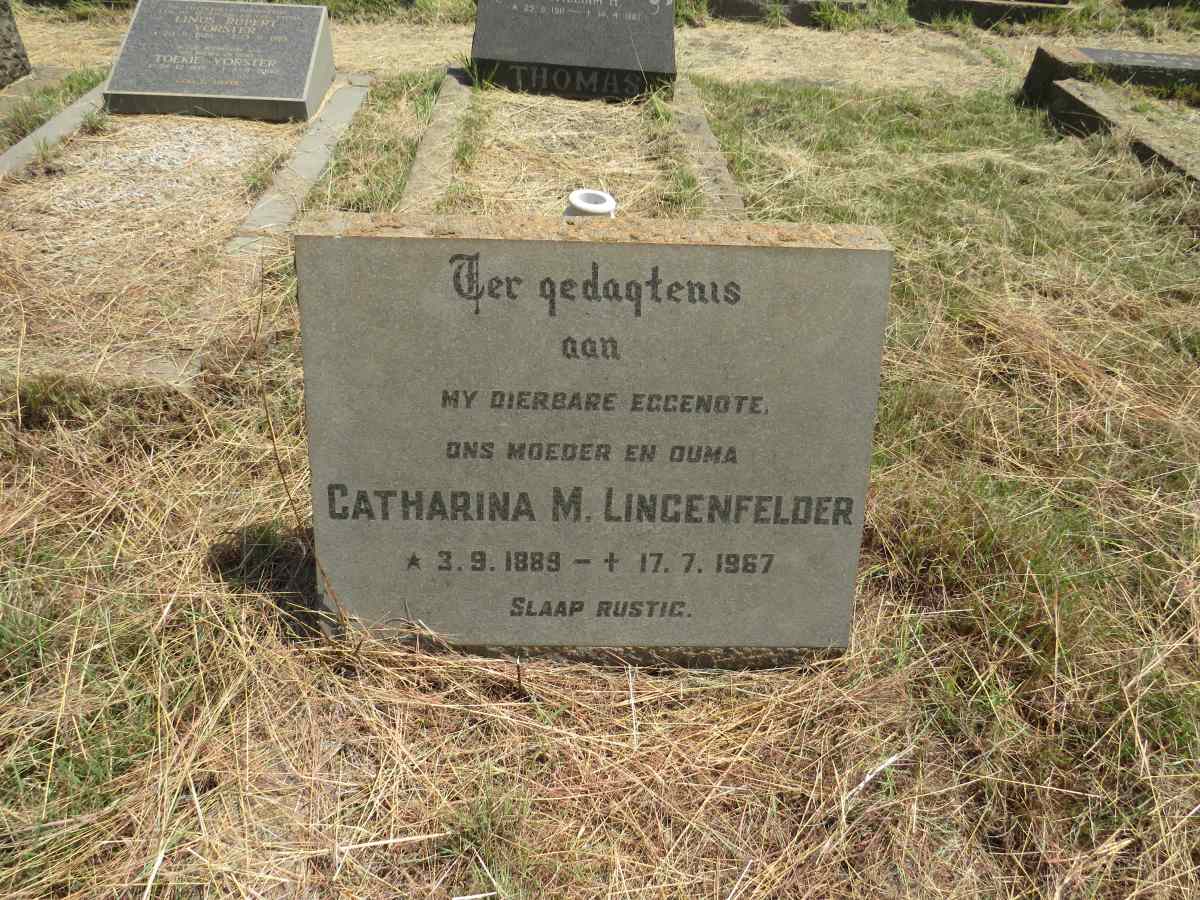 LINUS RUPERT
VORSTER
TOEKIE VORSTER
THOMAS
Ter gedagtenis
aan
MY DIERBARE EGGENOTE,
ONS MOEDER EN OUMA
CATHARINA M. LINGENFELDER
★ 3.9.1889 – † 17.7.1967
SLAAP RUSTIG.